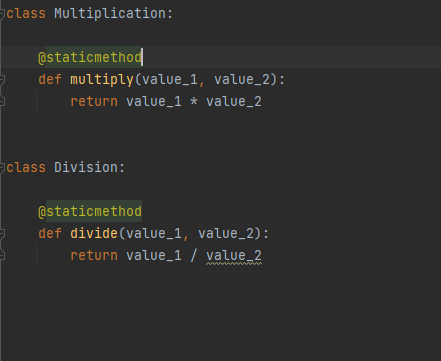 class Multiplication:
@staticmethod
def multiply(value_1, value_2):
return value_1 * value_2
class Division:
@staticmethod
def divide(value_1, value_2):
return value_1 / value_2